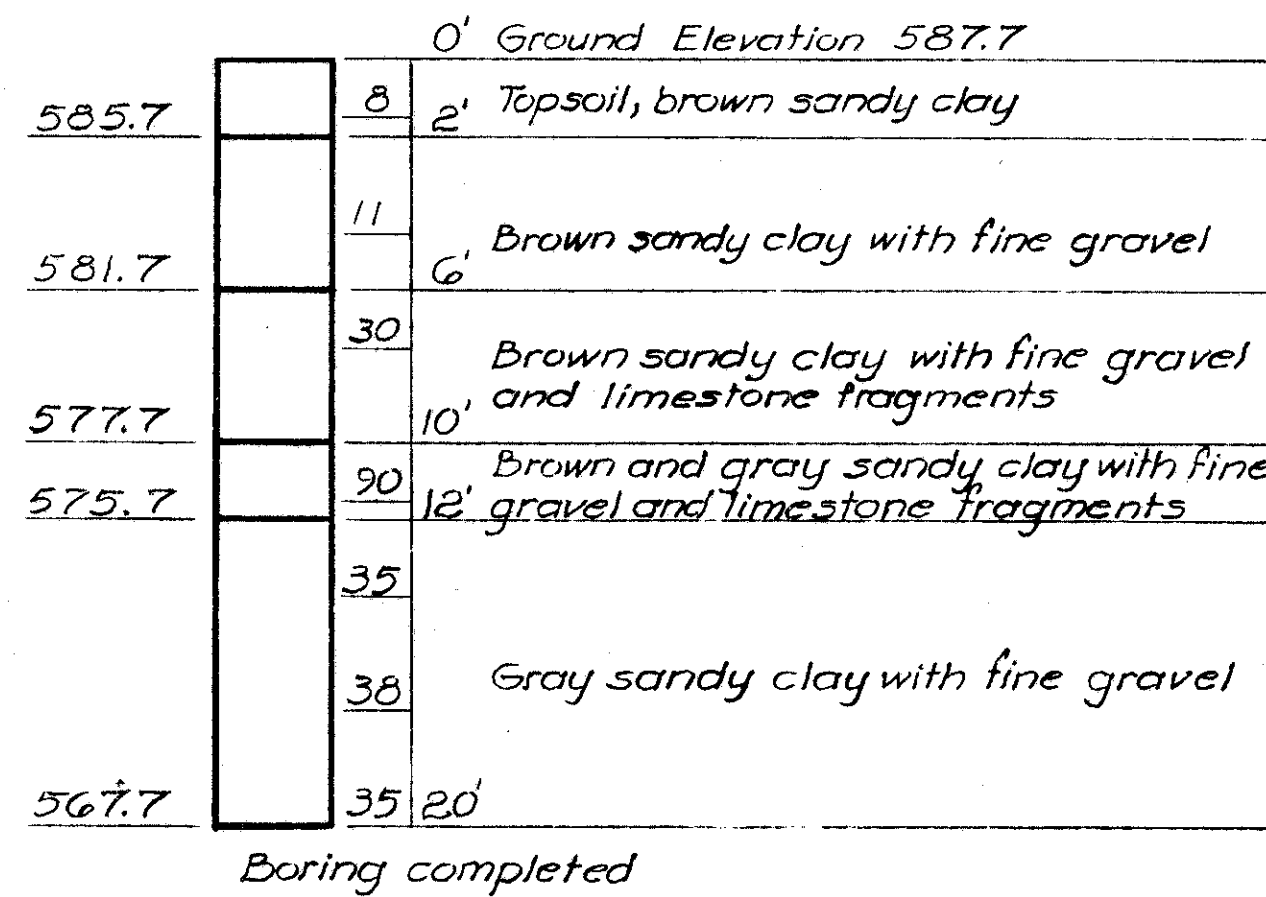 0' Ground Elevation 587.7
585.7 8 2' Topsoil, brown sandy clay
11
581.7 6' Brown sandy clay with fine gravel
30
Brown sandy clay with fine gravel
577.7 10' and limestone fragments
90 Brown and gray sandy clay with fine
575.7 12' gravel and limestone fragments
35
38 Gray sandy clay with fine gravel
567.7 35 20'
Boring completed